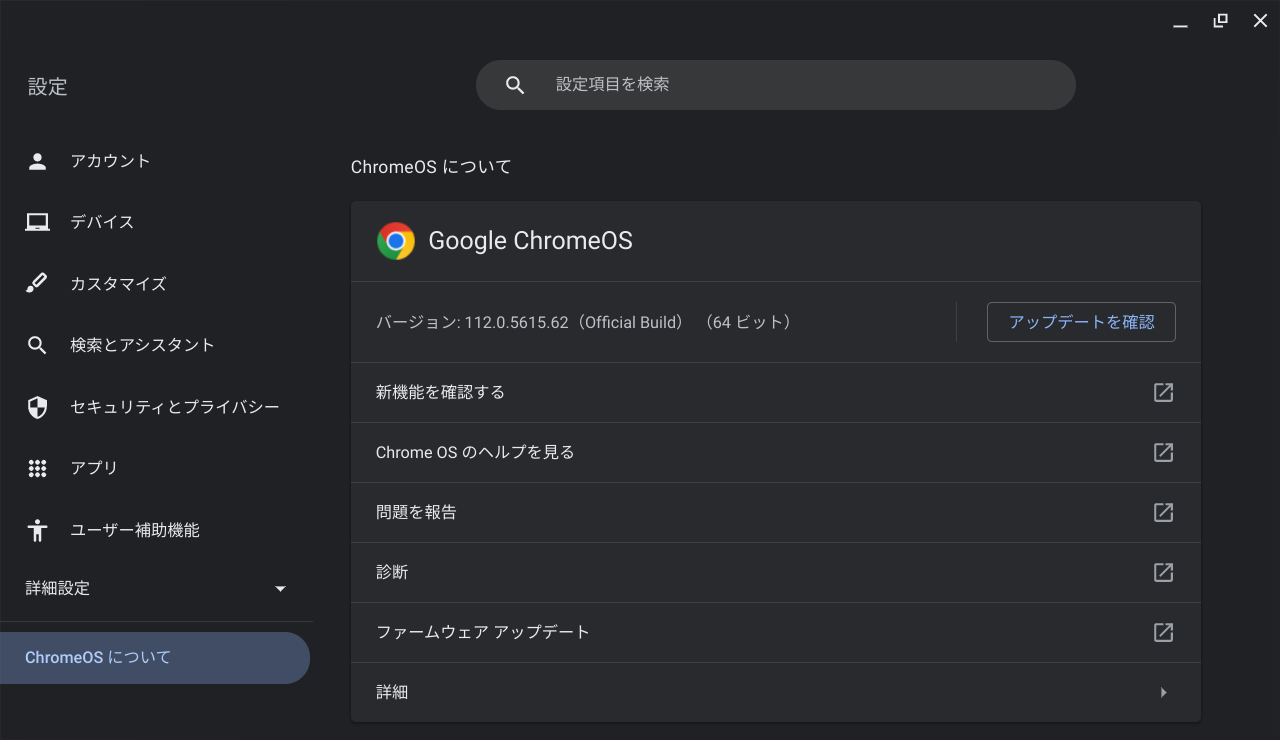 設定
設定項目を検索
アカウント
デバイス
カスタマイズ
検索とアシスタント
セキュリティとプライバシー
アプリ
ユーザー補助機能
詳細設定
ChromeOS について
ChromeOS について
Google ChromeOS
バージョン: 112.0.5615.62（Official Build） （64 ビット）
アップデートを確認
新機能を確認する
Chrome OS のヘルプを見る
問題を報告
診断
ファームウェア アップデート
詳細